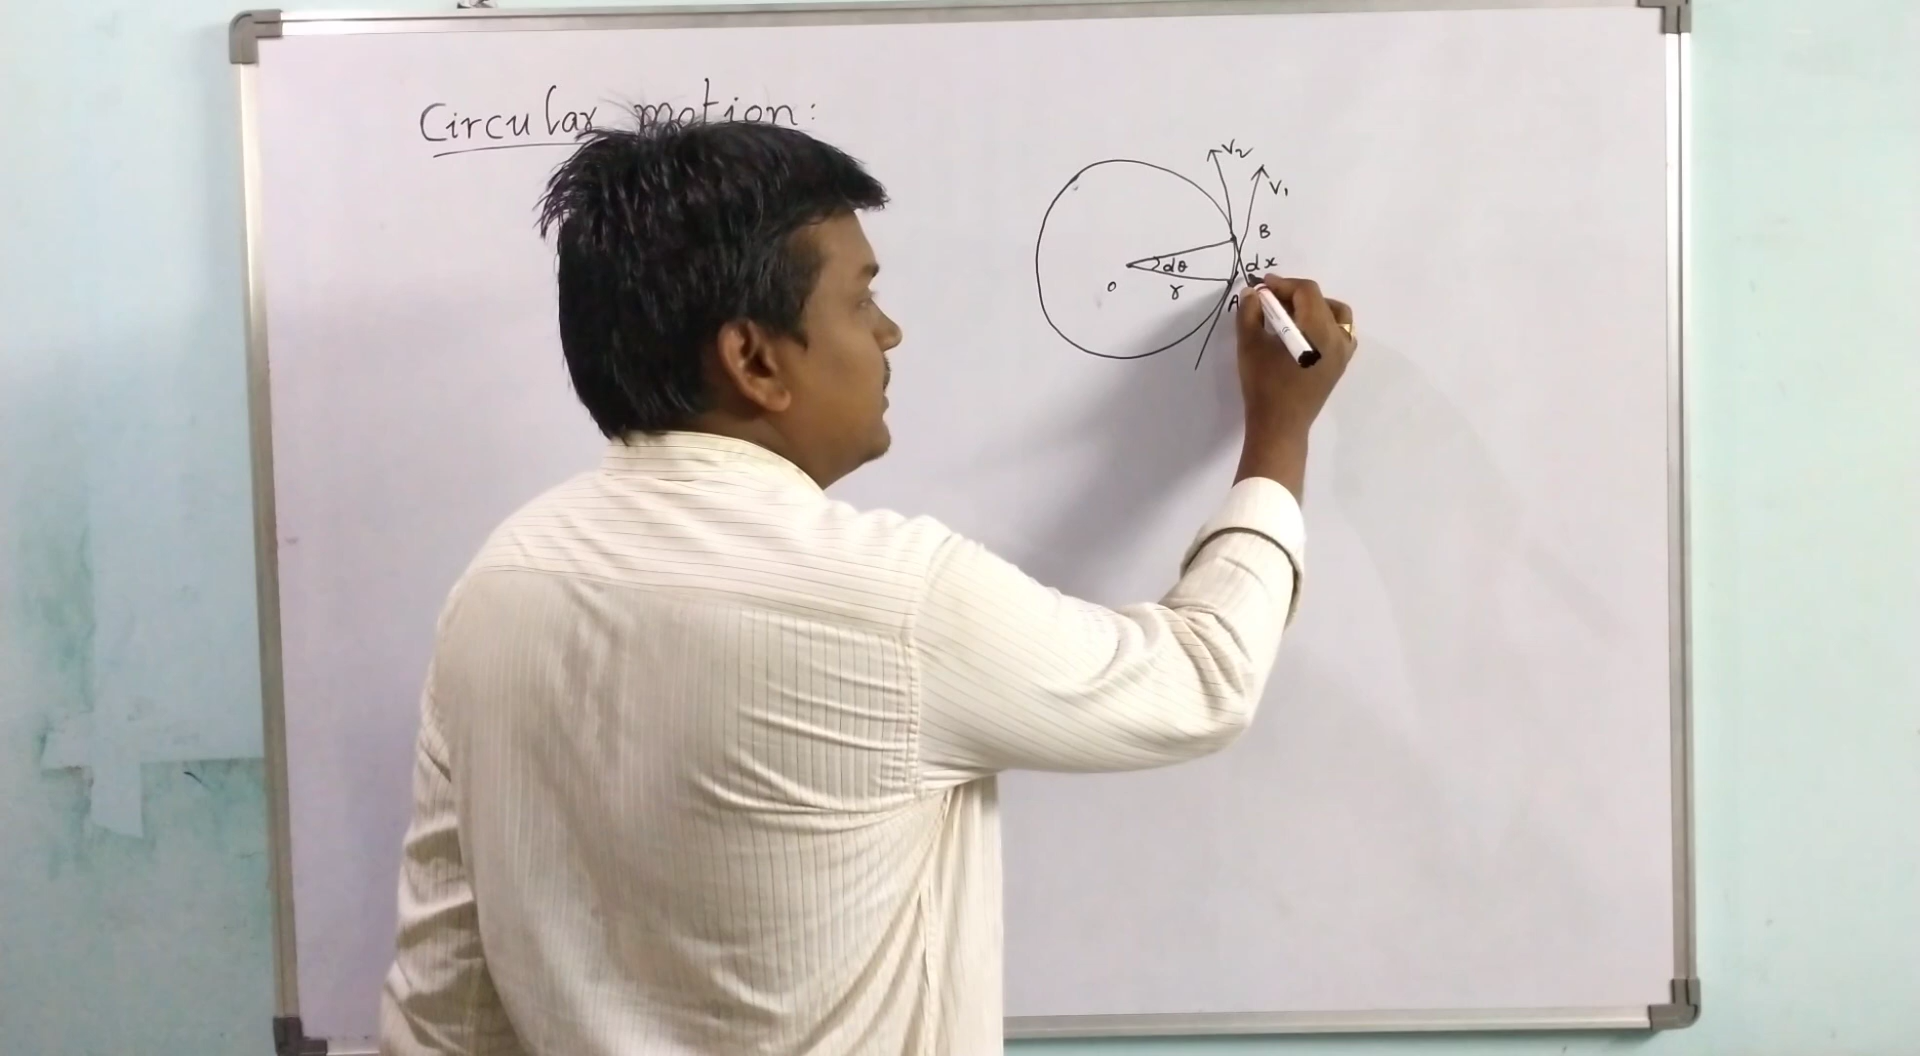 Circular motion:
V₂
V₁
B
dθ
dx
o
r
A